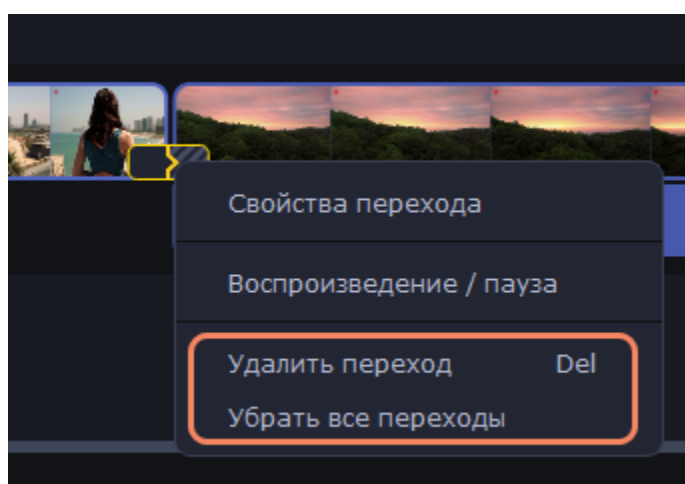 Свойства перехода
Воспроизведение / пауза
Удалить переход Del
Убрать все переходы